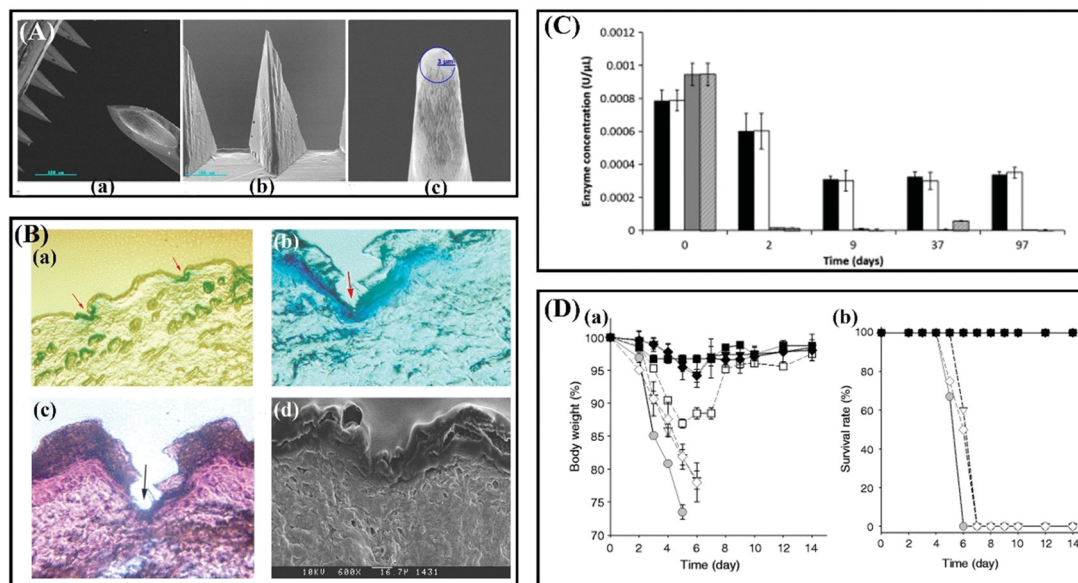 (A)
3 μm
(a)
(b)
(c)
(B)
(a)
(b)
(c)
(d)
10KV 600X 16.7μ 1431
(C)
Enzyme concentration (U/μL)
0.0012
0.001
0.0008
0.0006
0.0004
0.0002
0
0 2 9 37 97
Time (days)
(D)
(a)
Body weight (%)
100
95
90
85
80
75
70
0 2 4 6 8 10 12 14
Time (day)
(b)
Survival rate (%)
100
80
60
40
20
0
0 2 4 6 8 10 12 14
Time (day)